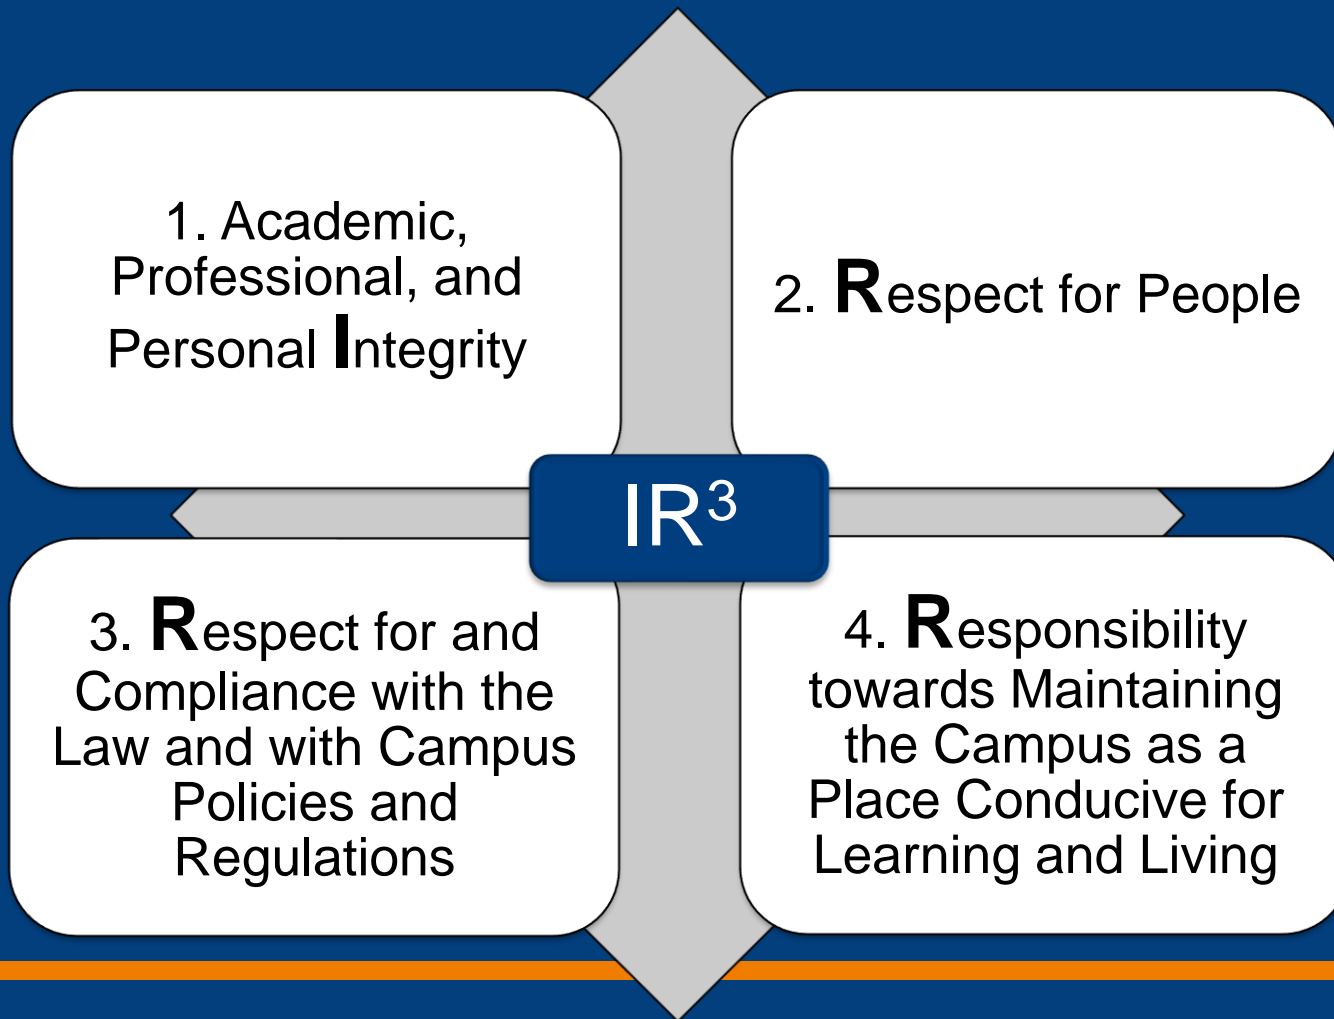 1. Academic,
Professional, and
Personal Integrity
2. Respect for People
IR³
3. Respect for and
Compliance with the
Law and with Campus
Policies and
Regulations
4. Responsibility
towards Maintaining
the Campus as a
Place Conducive for
Learning and Living